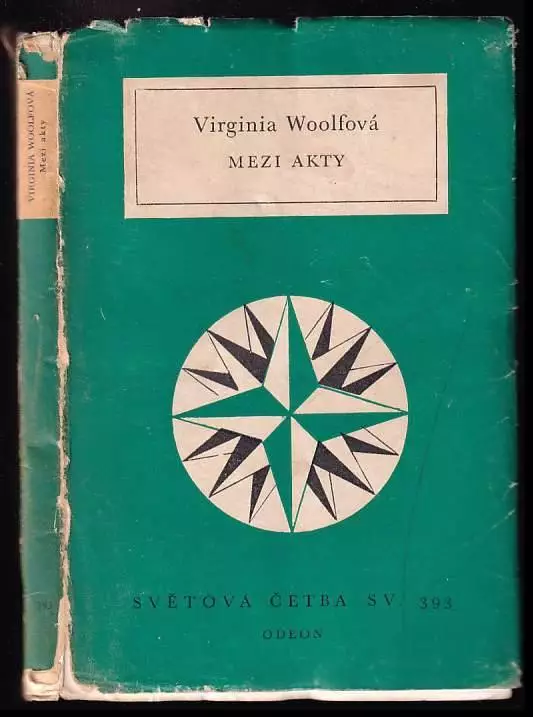 VIRGINIA WOOLFOVÁ
Mezi akty
Virginia Woolfová
MEZI AKTY
SVĚTOVÁ ČETBA SV. 393
ODEON